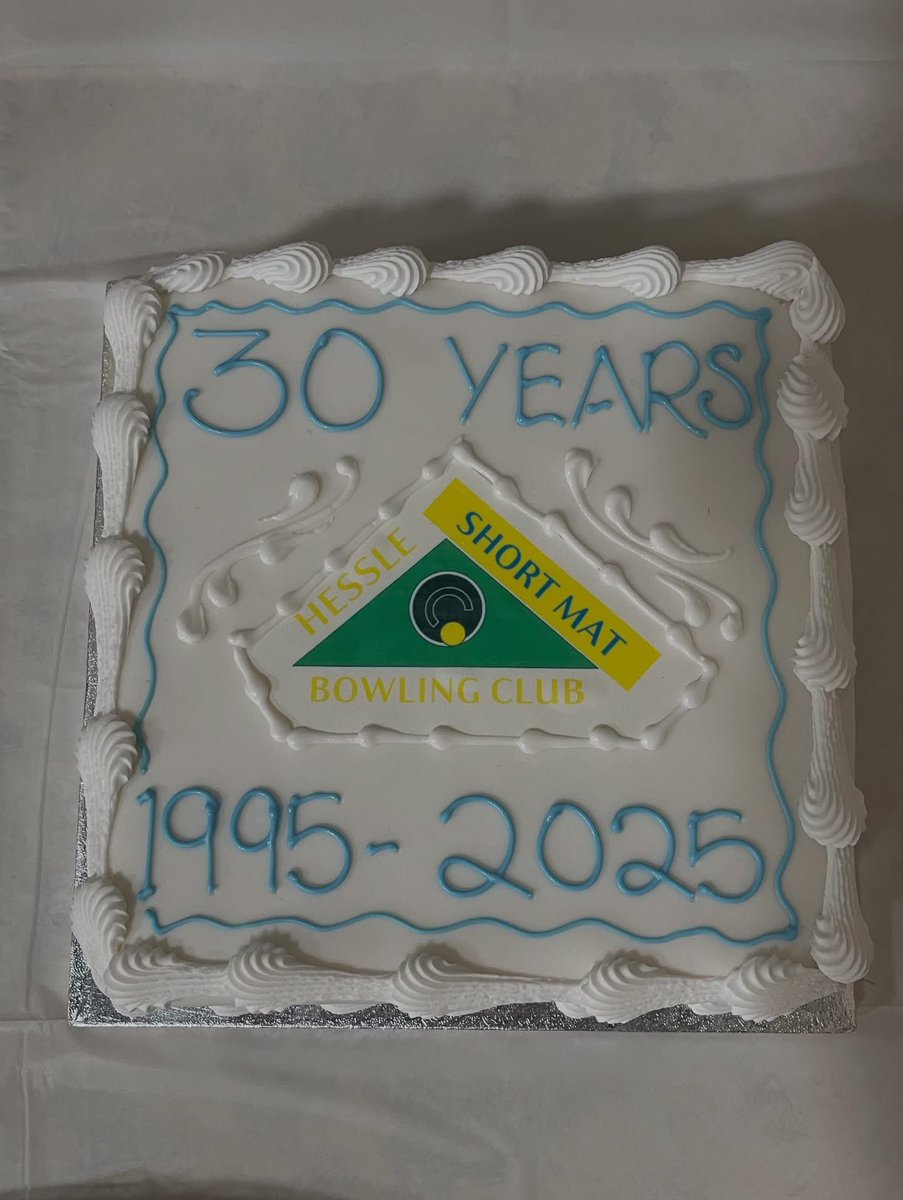 30 YEARS
HESSLE
SHORT MAT
BOWLING CLUB
1995-2025